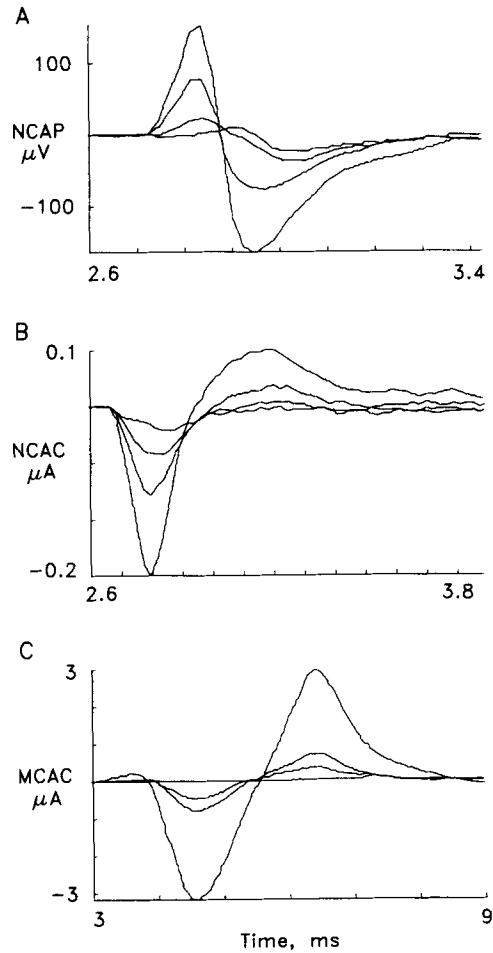 A
100
NCAP
μV
-100
2.6
3.4
B
0.1
NCAC
μA
-0.2
2.6
3.8
C
3
MCAC
μA
-3
3
9
Time, ms